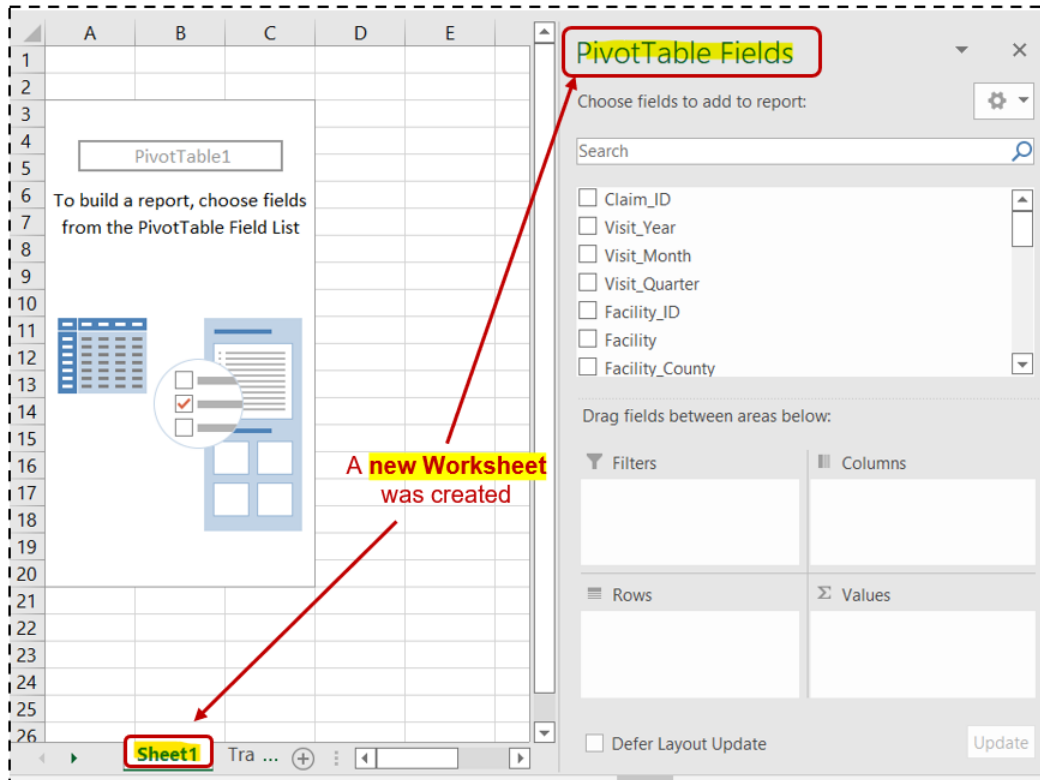 A B C D E
1
2
3
4
5
6
7
8
9
10
11
12
13
14
15
16
17
18
19
20
21
22
23
24
25
26
PivotTable1
To build a report, choose fields
from the PivotTable Field List
A new Worksheet
was created
Sheet1 Tra ...
PivotTable Fields
Choose fields to add to report:
Search
Claim_ID
Visit_Year
Visit_Month
Visit_Quarter
Facility_ID
Facility
Facility_County
Drag fields between areas below:
Filters
Columns
Rows
Σ Values
Defer Layout Update
Update